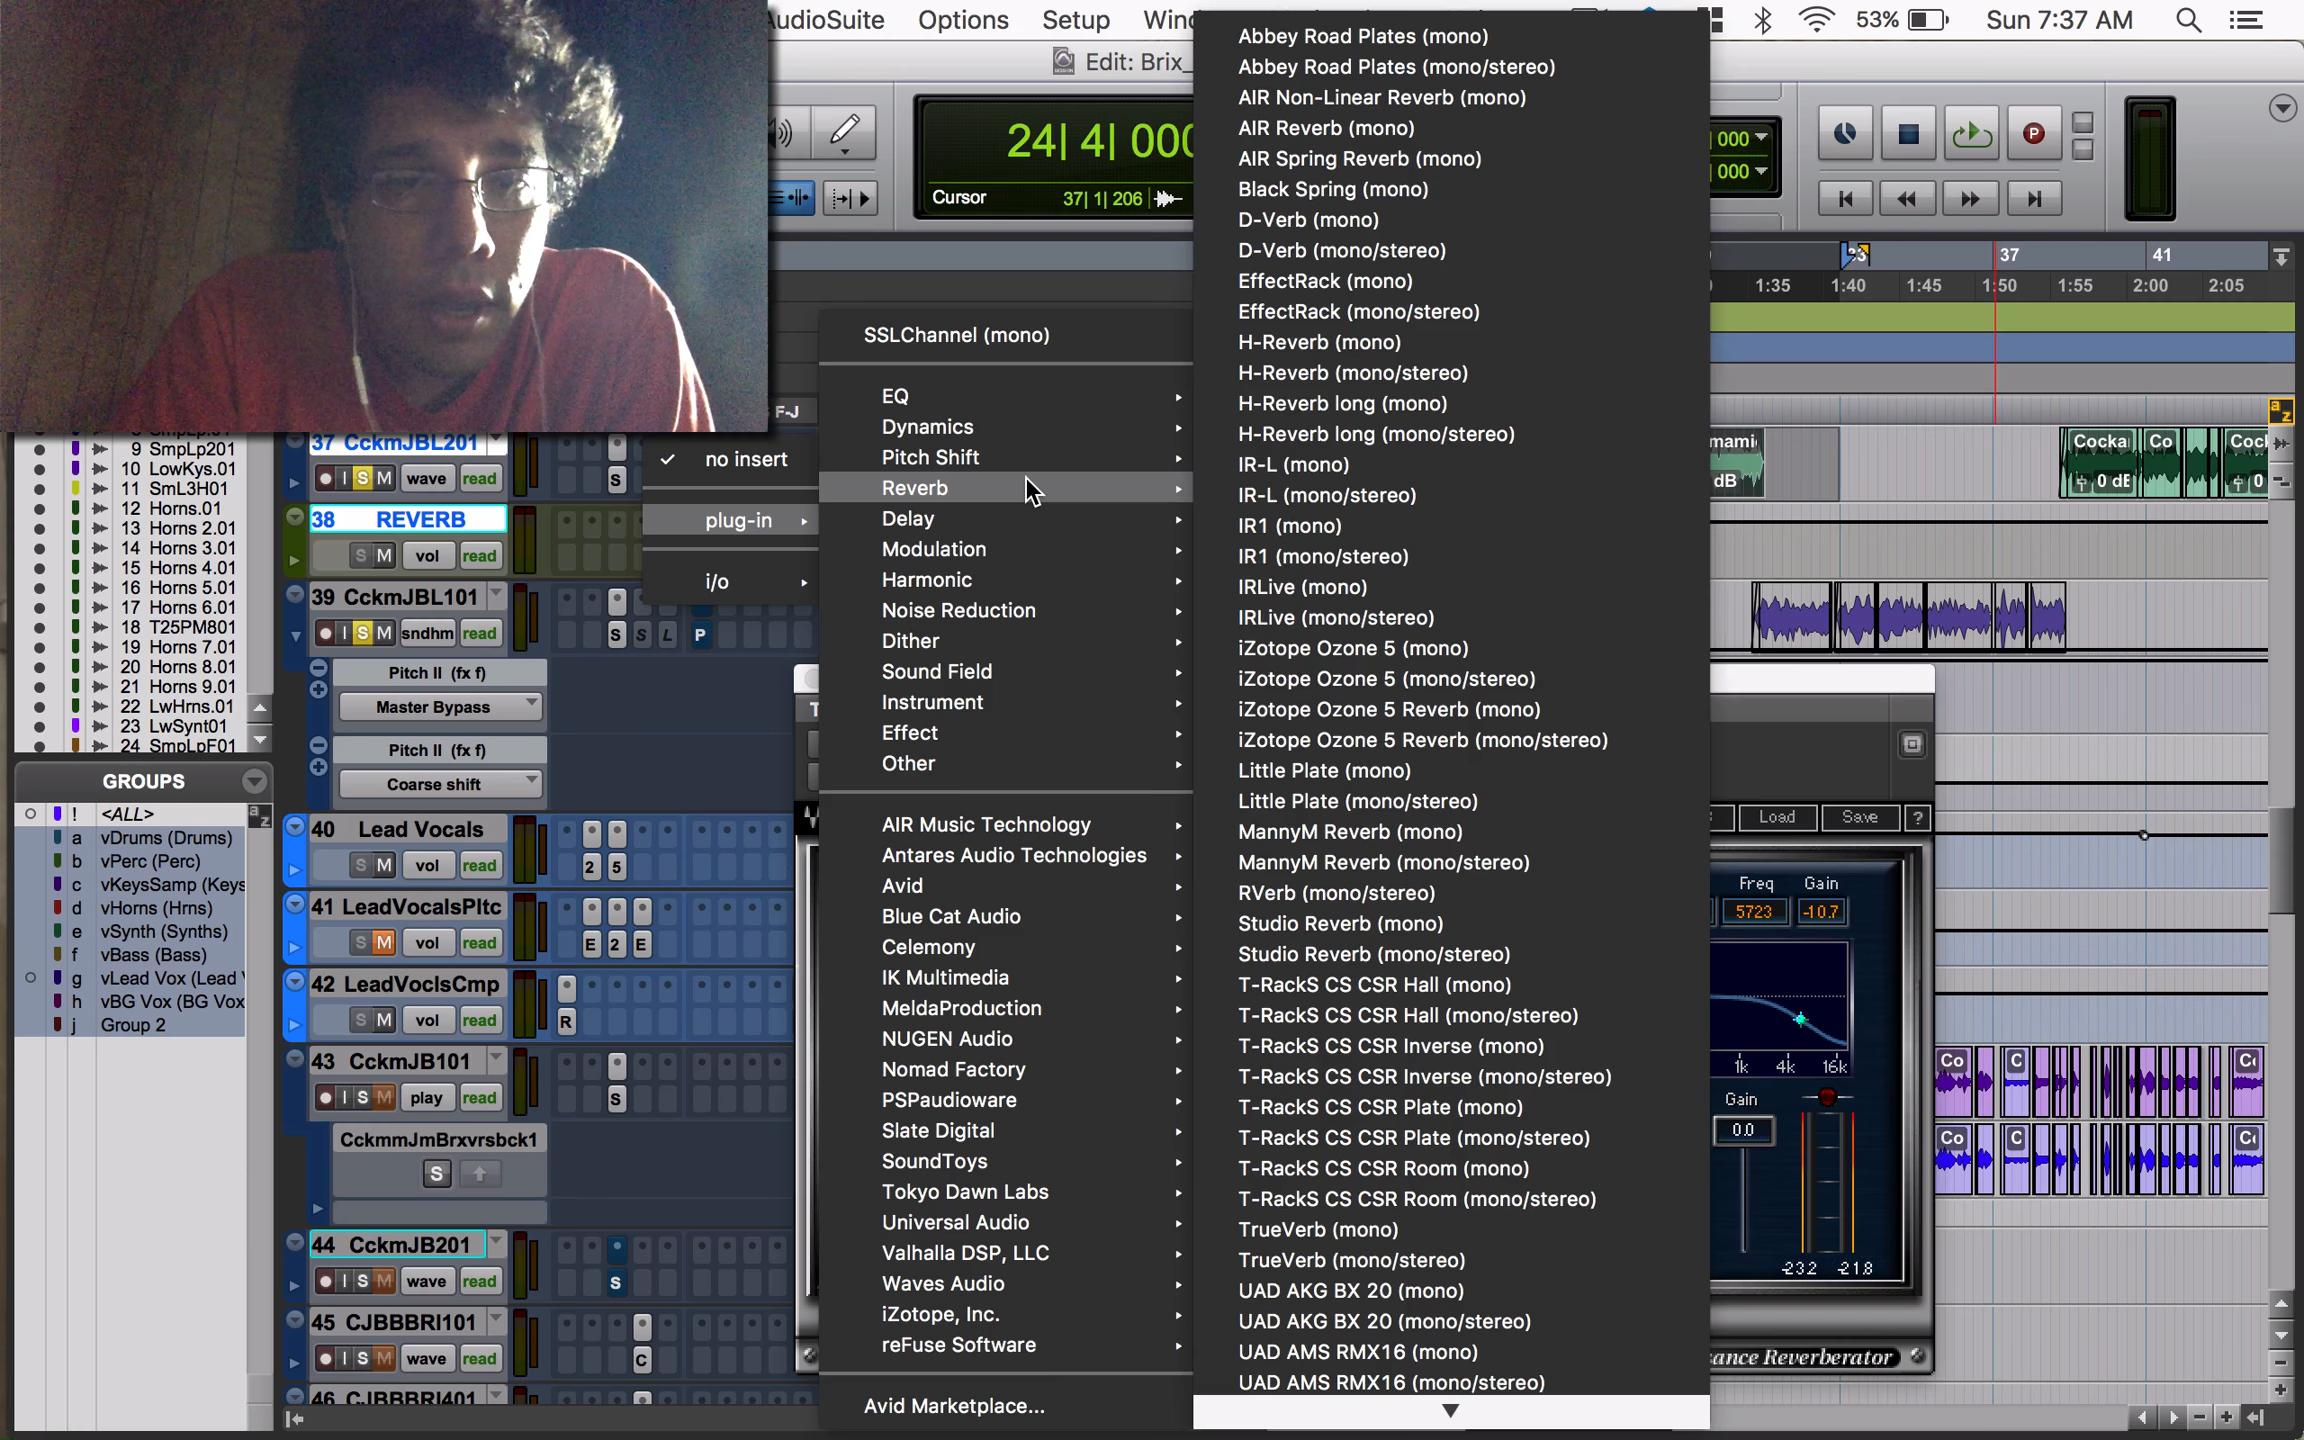 AudioSuite Options Setup
53% Sun 7:37 AM
Edit: Brix_
24| 4| 000
Cursor 37| 1| 206
000
000
P
37 41
1:35 1:40 1:45 1:50 1:55 2:00 2:05
F-J
9 SmpLp201
10 LowKys.01
11 SmL3H01
12 Horns.01
13 Horns 2.01
14 Horns 3.01
15 Horns 4.01
16 Horns 5.01
17 Horns 6.01
18 T25PM801
19 Horns 7.01
20 Horns 8.01
21 Horns 9.01
22 LwHrns.01
23 LwSynt01
24 SmpLpF01
GROUPS
! <ALL>
a vDrums (Drums)
b vPerc (Perc)
c vKeysSamp (Keys
d vHorns (Hrns)
e vSynth (Synths)
f vBass (Bass)
g vLead Vox (Lead
h vBG Vox (BG Vox
j Group 2
37 CckmJBL201
I S M wave read
S
38 REVERB
S M vol read
39 CckmJBL101
I S M sndhm read
S S L P
Pitch II (fx f)
Master Bypass
Pitch II (fx f)
Coarse shift
40 Lead Vocals
S M vol read
2 5
41 LeadVocalsPltc
S M vol read
E 2 E
42 LeadVoclsCmp
S M vol read
R
43 CckmJB101
I S M play read
S
CckmmJmBrxvrsbck1
S
44 CckmJB201
I S M wave read
S
45 CJBBBRI101
I S M wave read
C
46 CJBBBRI401
no insert
plug-in
i/o
SSLChannel (mono)
EQ
Dynamics
Pitch Shift
Reverb
Delay
Modulation
Harmonic
Noise Reduction
Dither
Sound Field
Instrument
Effect
Other
AIR Music Technology
Antares Audio Technologies
Avid
Blue Cat Audio
Celemony
IK Multimedia
MeldaProduction
NUGEN Audio
Nomad Factory
PSPaudioware
Slate Digital
SoundToys
Tokyo Dawn Labs
Universal Audio
Valhalla DSP, LLC
Waves Audio
iZotope, Inc.
reFuse Software
Avid Marketplace...
Abbey Road Plates (mono)
Abbey Road Plates (mono/stereo)
AIR Non-Linear Reverb (mono)
AIR Reverb (mono)
AIR Spring Reverb (mono)
Black Spring (mono)
D-Verb (mono)
D-Verb (mono/stereo)
EffectRack (mono)
EffectRack (mono/stereo)
H-Reverb (mono)
H-Reverb (mono/stereo)
H-Reverb long (mono)
H-Reverb long (mono/stereo)
IR-L (mono)
IR-L (mono/stereo)
IR1 (mono)
IR1 (mono/stereo)
IRLive (mono)
IRLive (mono/stereo)
iZotope Ozone 5 (mono)
iZotope Ozone 5 (mono/stereo)
iZotope Ozone 5 Reverb (mono)
iZotope Ozone 5 Reverb (mono/stereo)
Little Plate (mono)
Little Plate (mono/stereo)
MannyM Reverb (mono)
MannyM Reverb (mono/stereo)
RVerb (mono/stereo)
Studio Reverb (mono)
Studio Reverb (mono/stereo)
T-RackS CS CSR Hall (mono)
T-RackS CS CSR Hall (mono/stereo)
T-RackS CS CSR Inverse (mono)
T-RackS CS CSR Inverse (mono/stereo)
T-RackS CS CSR Plate (mono)
T-RackS CS CSR Plate (mono/stereo)
T-RackS CS CSR Room (mono)
T-RackS CS CSR Room (mono/stereo)
TrueVerb (mono)
TrueVerb (mono/stereo)
UAD AKG BX 20 (mono)
UAD AKG BX 20 (mono/stereo)
UAD AMS RMX16 (mono)
UAD AMS RMX16 (mono/stereo)
dB
Cocka Co Cock
0 dB 0
Load Save ?
Freq Gain
5723 -10.7
1k 4k 16k
Gain
0.0
-23.2 -21.8
Reverberator
Co C Co
Co C Co